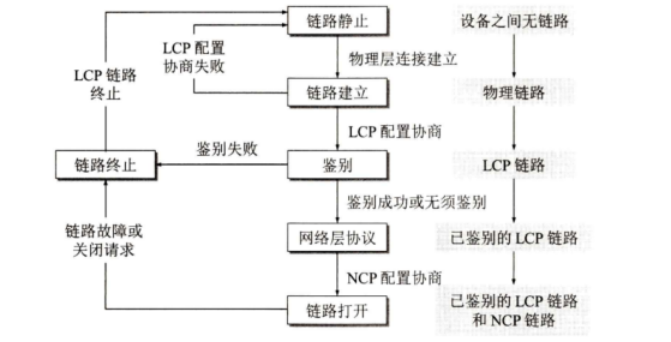 链路静止
设备之间无链路
LCP 配置
协商失败
物理层连接建立
LCP 链路
终止
链路建立
物理链路
LCP 配置协商
鉴别失败
链路终止
鉴别
LCP 链路
鉴别成功或无须鉴别
链路故障或
关闭请求
网络层协议
已鉴别的 LCP 链路
NCP 配置协商
链路打开
已鉴别的 LCP 链路
和 NCP 链路